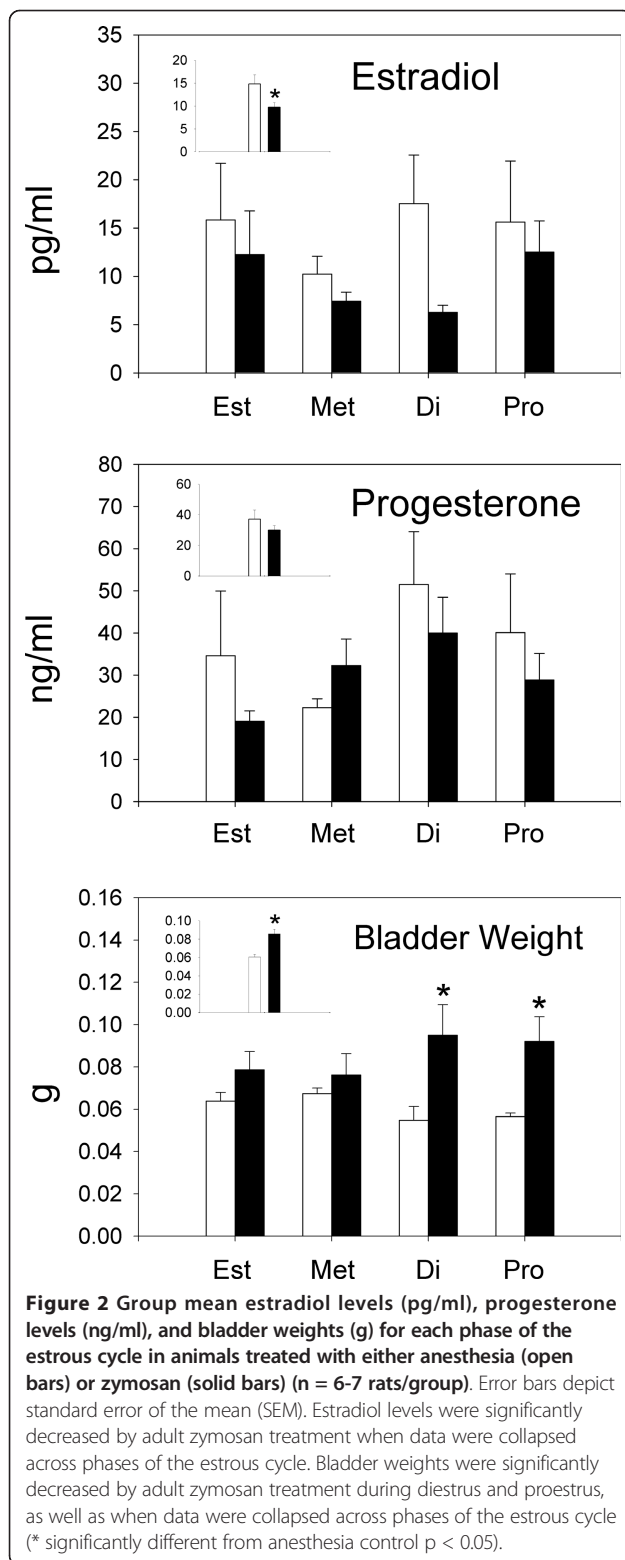 Estradiol
pg/ml
35
30
25
20
15
10
5
0
20
15
10
5
0
*
Est Met Di Pro
Progesterone
ng/ml
80
70
60
50
40
30
20
10
0
60
40
20
0
Est Met Di Pro
Bladder Weight
g
0.16
0.14
0.12
0.10
0.08
0.06
0.04
0.02
0.00
0.10
0.08
0.06
0.04
0.02
0.00
*
* *
Est Met Di Pro
Figure 2 Group mean estradiol levels (pg/ml), progesterone
levels (ng/ml), and bladder weights (g) for each phase of the
estrous cycle in animals treated with either anesthesia (open
bars) or zymosan (solid bars) (n = 6-7 rats/group). Error bars depict
standard error of the mean (SEM). Estradiol levels were significantly
decreased by adult zymosan treatment when data were collapsed
across phases of the estrous cycle. Bladder weights were significantly
decreased by adult zymosan treatment during diestrus and proestrus,
as well as when data were collapsed across phases of the estrous cycle
(* significantly different from anesthesia control p < 0.05).